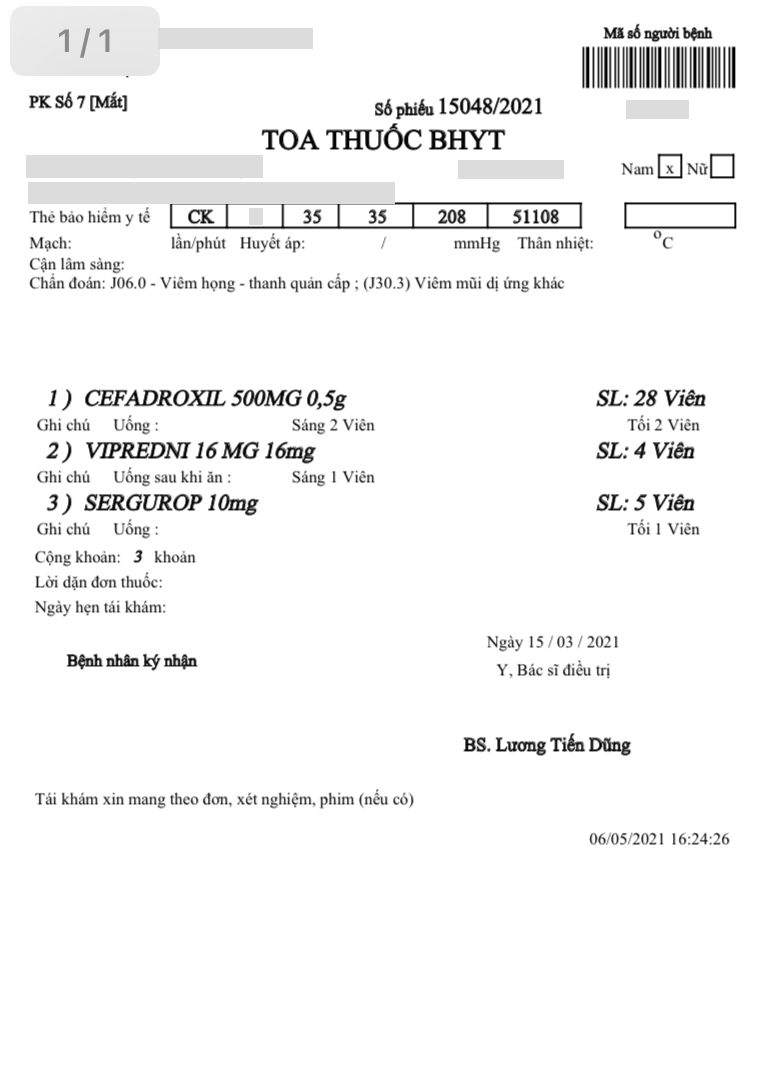 1/1
Mã số người bệnh
PK Số 7 [Mắt]
Số phiếu 15048/2021
TOA THUỐC BHYT
Nam x Nữ
Thẻ bảo hiểm y tế CK 35 35 208 51108
Mạch: lần/phút Huyết áp: / mmHg Thân nhiệt: °C
Cận lâm sàng:
Chẩn đoán: J06.0 - Viêm họng - thanh quản cấp ; (J30.3) Viêm mũi dị ứng khác
1 ) CEFADROXIL 500MG 0,5g SL: 28 Viên
Ghi chú Uống : Sáng 2 Viên Tối 2 Viên
2 ) VIPREDNI 16 MG 16mg SL: 4 Viên
Ghi chú Uống sau khi ăn : Sáng 1 Viên
3 ) SERGUROP 10mg SL: 5 Viên
Ghi chú Uống : Tối 1 Viên
Cộng khoản: 3 khoản
Lời dặn đơn thuốc:
Ngày hẹn tái khám:
Ngày 15 / 03 / 2021
Bệnh nhân ký nhận
Y, Bác sĩ điều trị
BS. Lương Tiến Dũng
Tái khám xin mang theo đơn, xét nghiệm, phim (nếu có)
06/05/2021 16:24:26